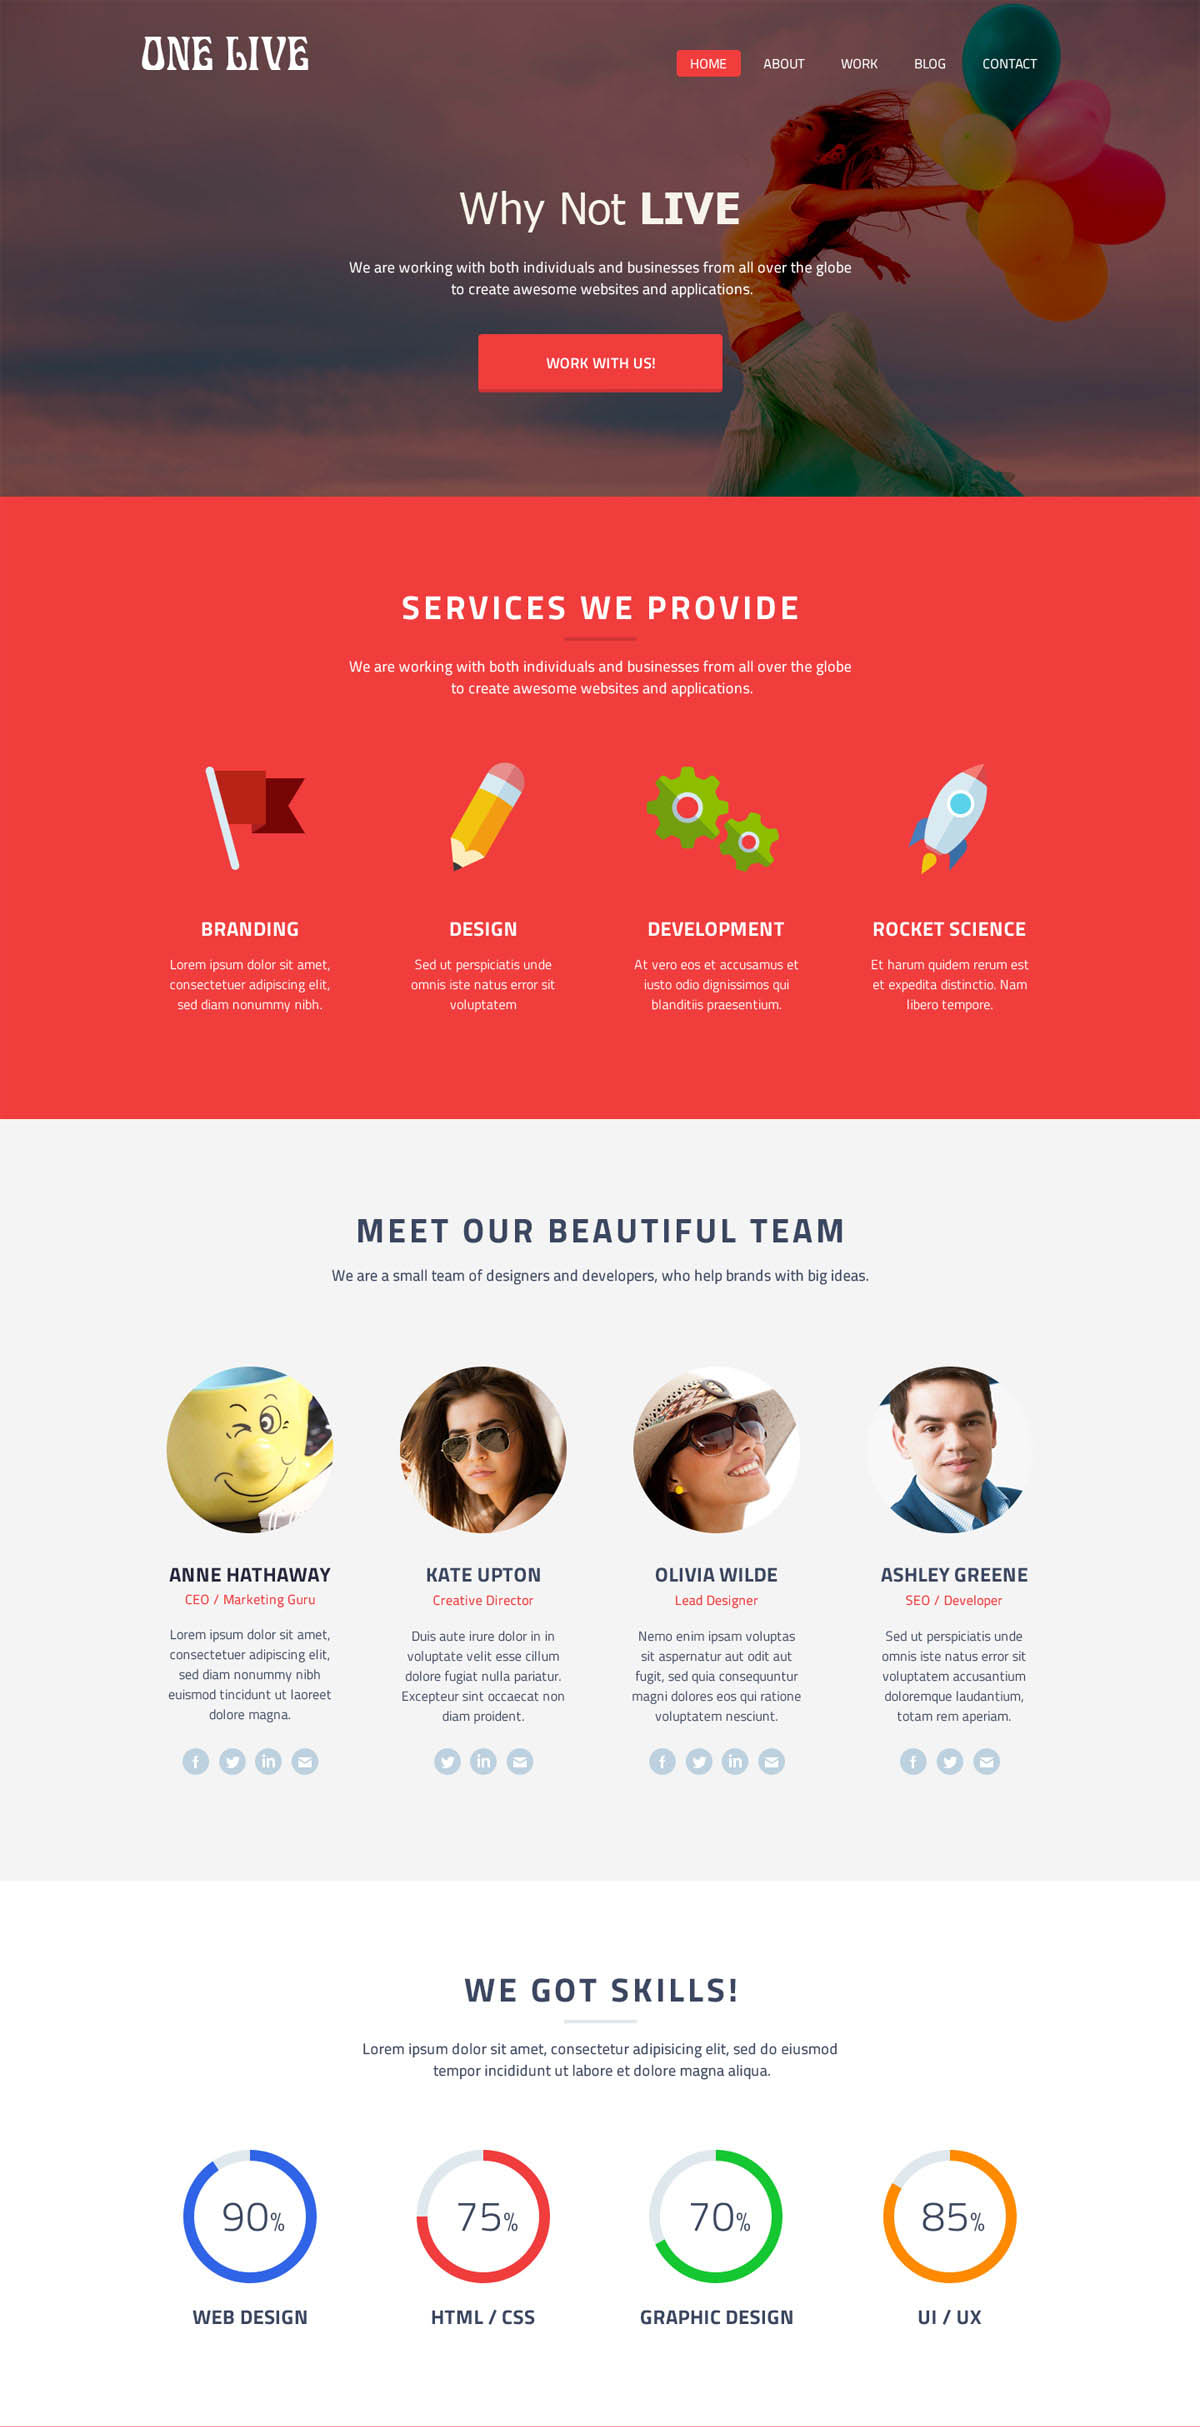 ONE LIVE
HOME ABOUT WORK BLOG CONTACT
Why Not LIVE
We are working with both individuals and businesses from all over the globe
to create awesome websites and applications.
WORK WITH US!
SERVICES WE PROVIDE
We are working with both individuals and businesses from all over the globe
to create awesome websites and applications.
BRANDING
Lorem ipsum dolor sit amet,
consectetuer adipiscing elit,
sed diam nonummy nibh.
DESIGN
Sed ut perspiciatis unde
omnis iste natus error sit
voluptatem
DEVELOPMENT
At vero eos et accusamus et
iusto odio dignissimos qui
blanditiis praesentium.
ROCKET SCIENCE
Et harum quidem rerum est
et expedita distinctio. Nam
libero tempore.
MEET OUR BEAUTIFUL TEAM
We are a small team of designers and developers, who help brands with big ideas.
ANNE HATHAWAY
CEO / Marketing Guru
Lorem ipsum dolor sit amet,
consectetuer adipiscing elit,
sed diam nonummy nibh
euismod tincidunt ut laoreet
dolore magna.
KATE UPTON
Creative Director
Duis aute irure dolor in in
voluptate velit esse cillum
dolore fugiat nulla pariatur.
Excepteur sint occaecat non
diam proident.
OLIVIA WILDE
Lead Designer
Nemo enim ipsam voluptas
sit aspernatur aut odit aut
fugit, sed quia consequuntur
magni dolores eos qui ratione
voluptatem nesciunt.
ASHLEY GREENE
SEO / Developer
Sed ut perspiciatis unde
omnis iste natus error sit
voluptatem accusantium
doloremque laudantium,
totam rem aperiam.
WE GOT SKILLS!
Lorem ipsum dolor sit amet, consectetur adipisicing elit, sed do eiusmod
tempor incididunt ut labore et dolore magna aliqua.
90%
WEB DESIGN
75%
HTML / CSS
70%
GRAPHIC DESIGN
85%
UI / UX